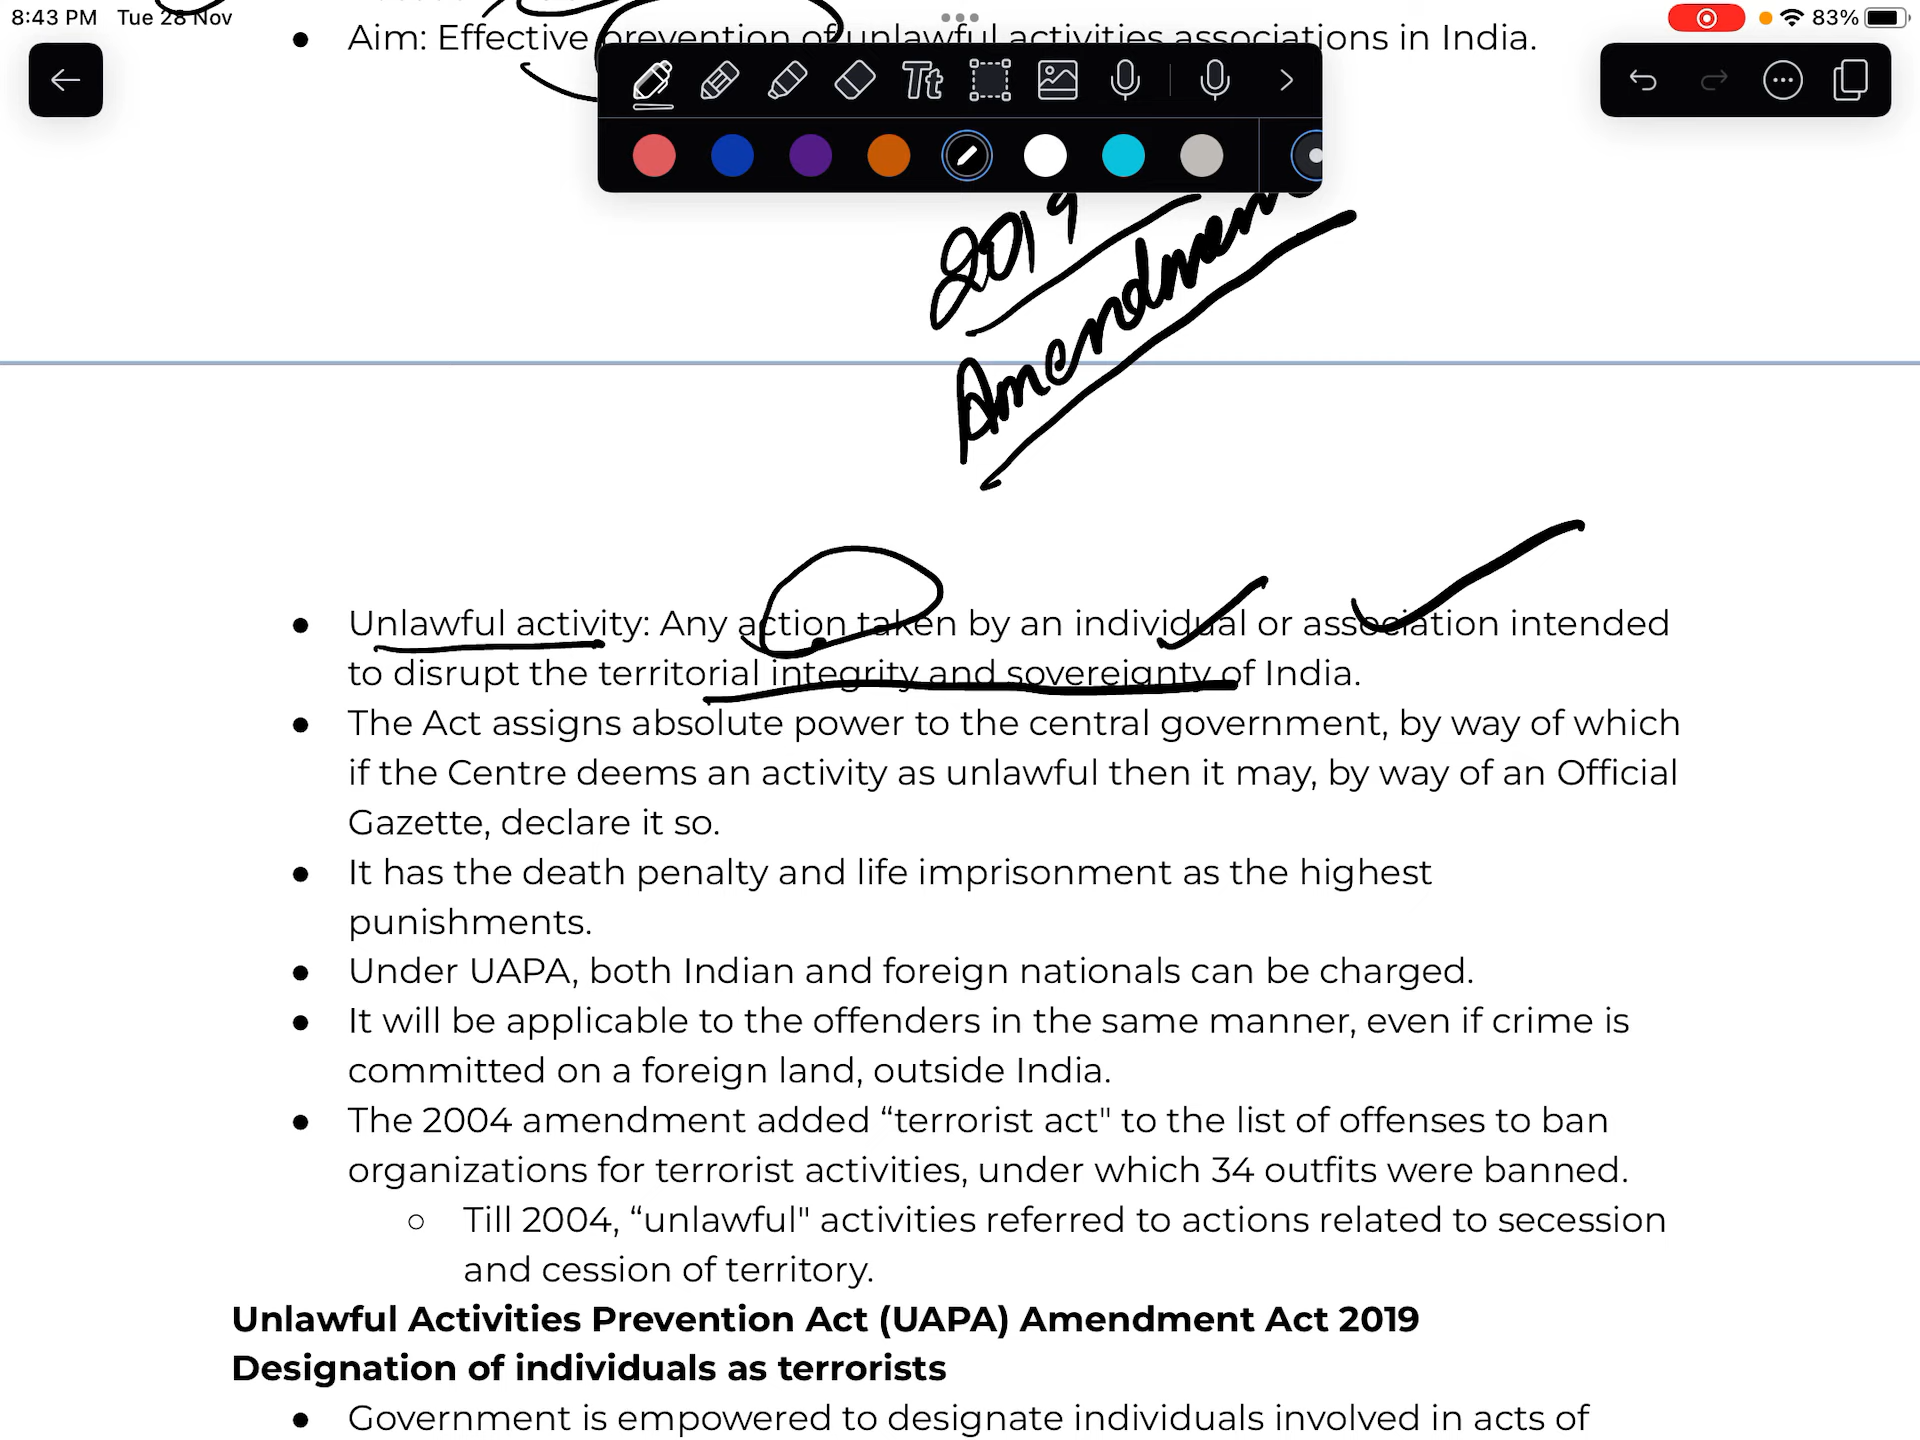 8:43 PM Tue 28 Nov
83%
● Aim: Effective prevention of unlawful activities associations in India.
Tt
2019
Amendment
● Unlawful activity: Any action taken by an individual or association intended
to disrupt the territorial integrity and sovereignty of India.
● The Act assigns absolute power to the central government, by way of which
if the Centre deems an activity as unlawful then it may, by way of an Official
Gazette, declare it so.
● It has the death penalty and life imprisonment as the highest
punishments.
● Under UAPA, both Indian and foreign nationals can be charged.
● It will be applicable to the offenders in the same manner, even if crime is
committed on a foreign land, outside India.
● The 2004 amendment added “terrorist act" to the list of offenses to ban
organizations for terrorist activities, under which 34 outfits were banned.
○ Till 2004, “unlawful" activities referred to actions related to secession
and cession of territory.
Unlawful Activities Prevention Act (UAPA) Amendment Act 2019
Designation of individuals as terrorists
● Government is empowered to designate individuals involved in acts of